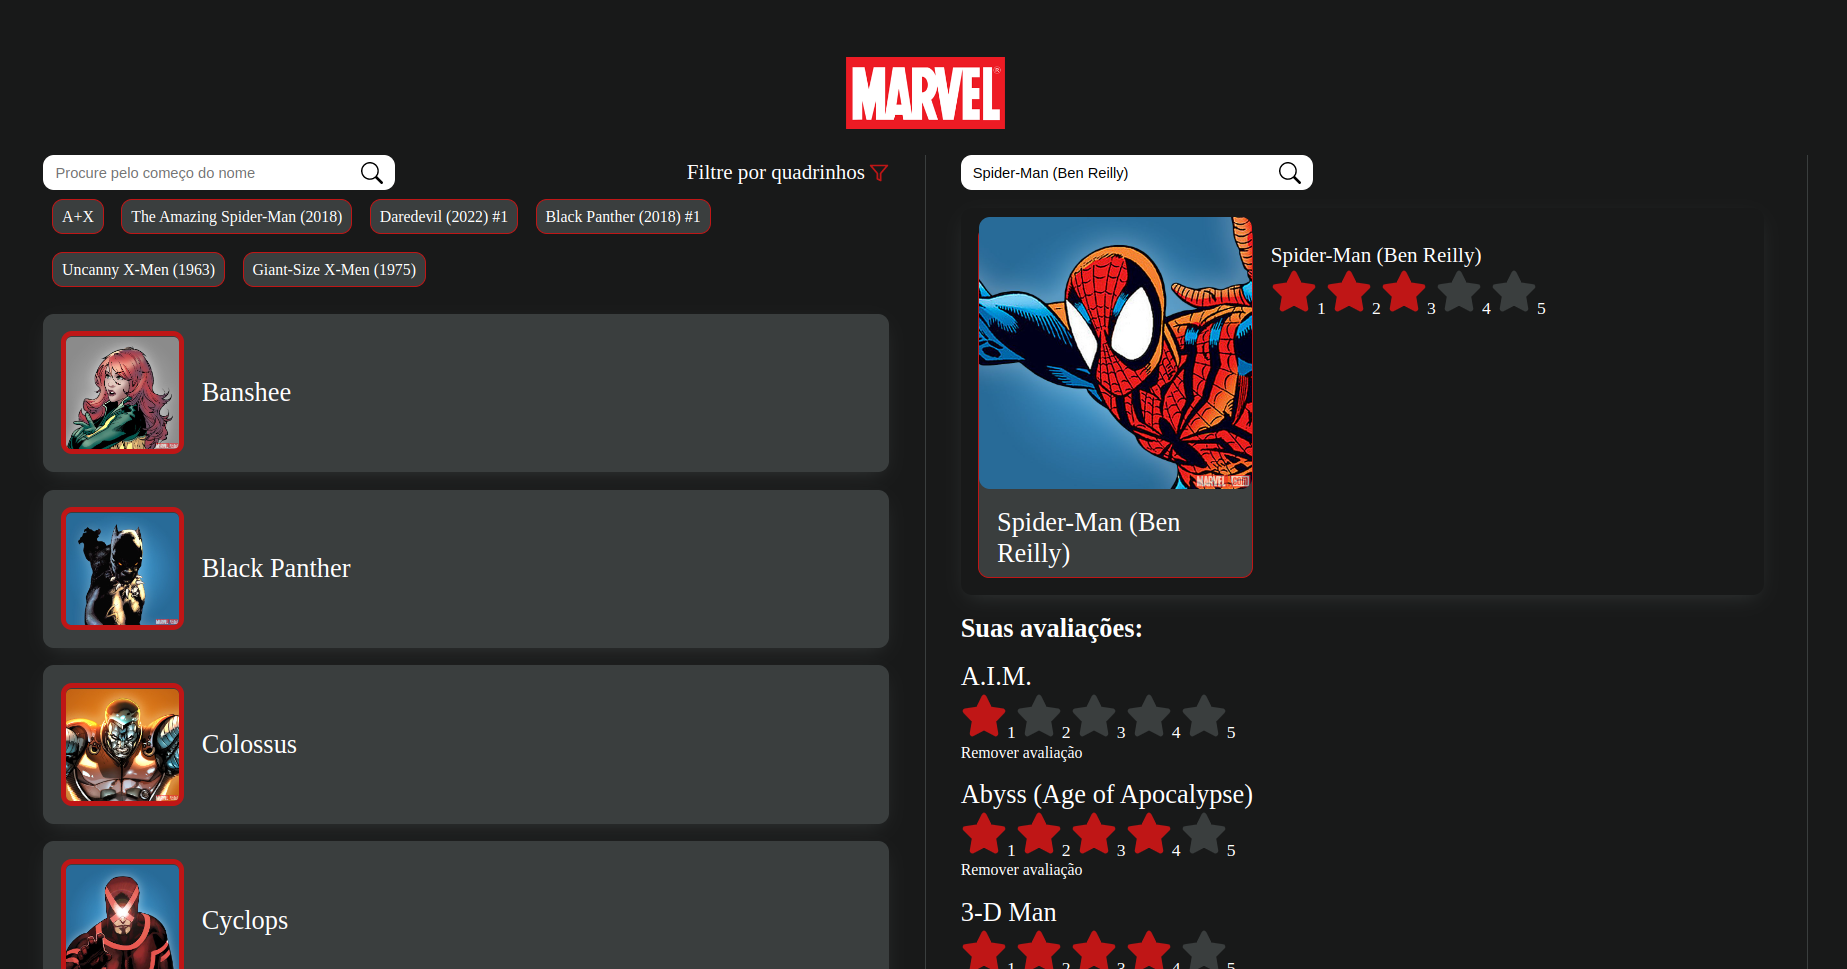 MARVEL
Procure pelo começo do nome
Filtre por quadrinhos
A+X
The Amazing Spider-Man (2018)
Daredevil (2022) #1
Black Panther (2018) #1
Uncanny X-Men (1963)
Giant-Size X-Men (1975)
Banshee
Black Panther
Colossus
Cyclops
Spider-Man (Ben Reilly)
MARVEL
Spider-Man (Ben
Reilly)
Spider-Man (Ben Reilly)
1 2 3 4 5
Suas avaliações:
A.I.M.
1 2 3 4 5
Remover avaliação
Abyss (Age of Apocalypse)
1 2 3 4 5
Remover avaliação
3-D Man
1 2 3 4 5